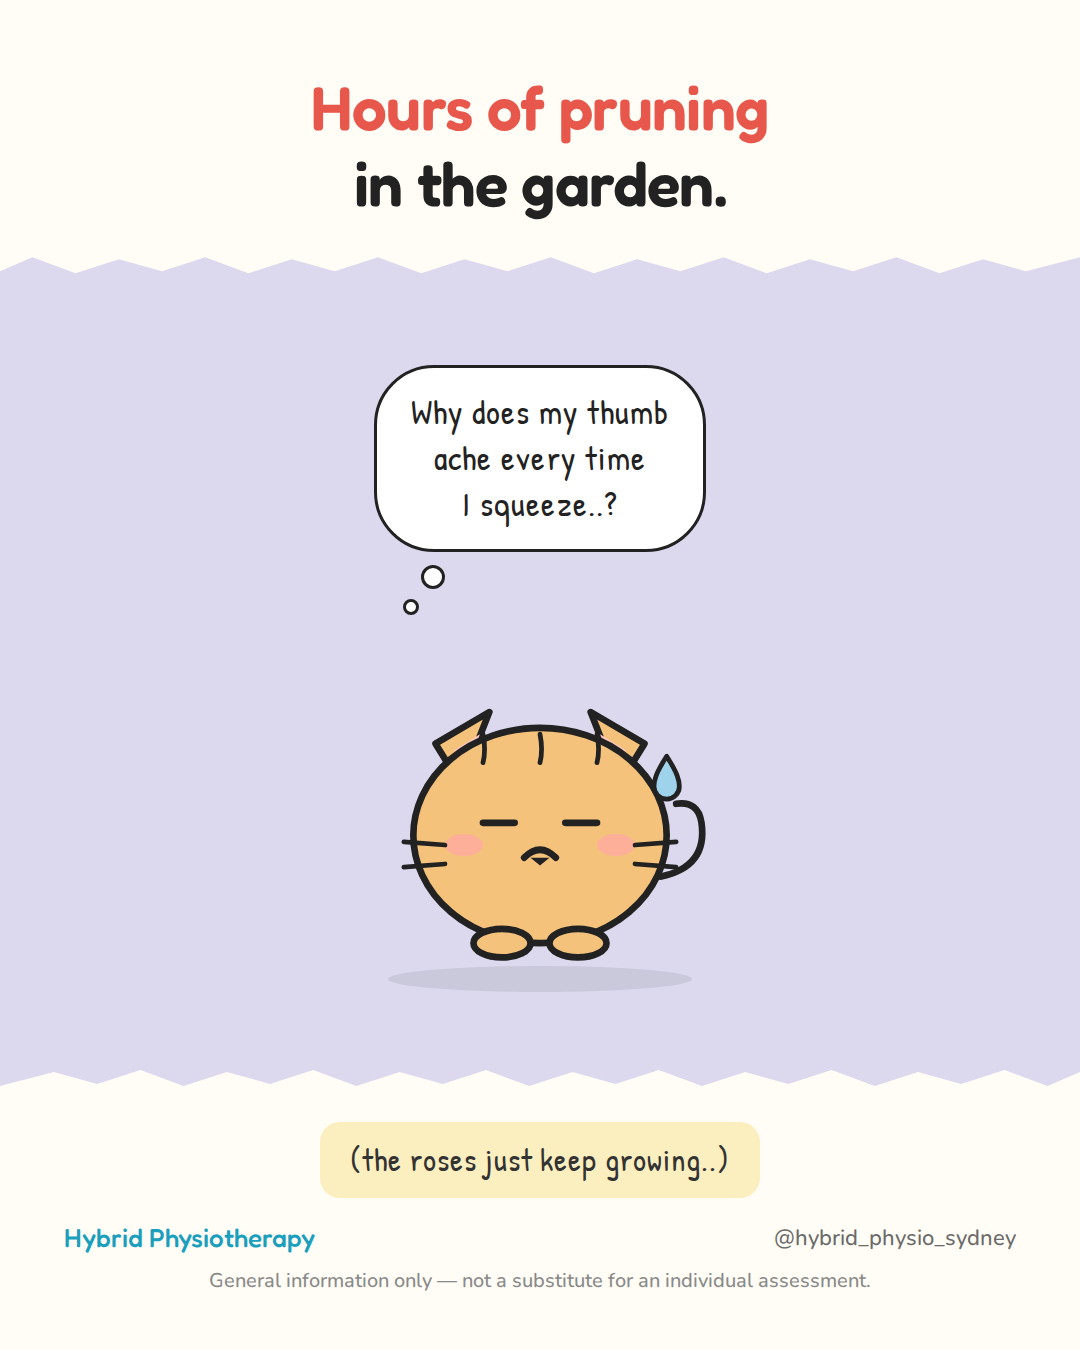 Hours of pruning
in the garden.
Why does my thumb
ache every time
I squeeze..?
(the roses just keep growing..)
Hybrid Physiotherapy
@hybrid_physio_sydney
General information only — not a substitute for an individual assessment.